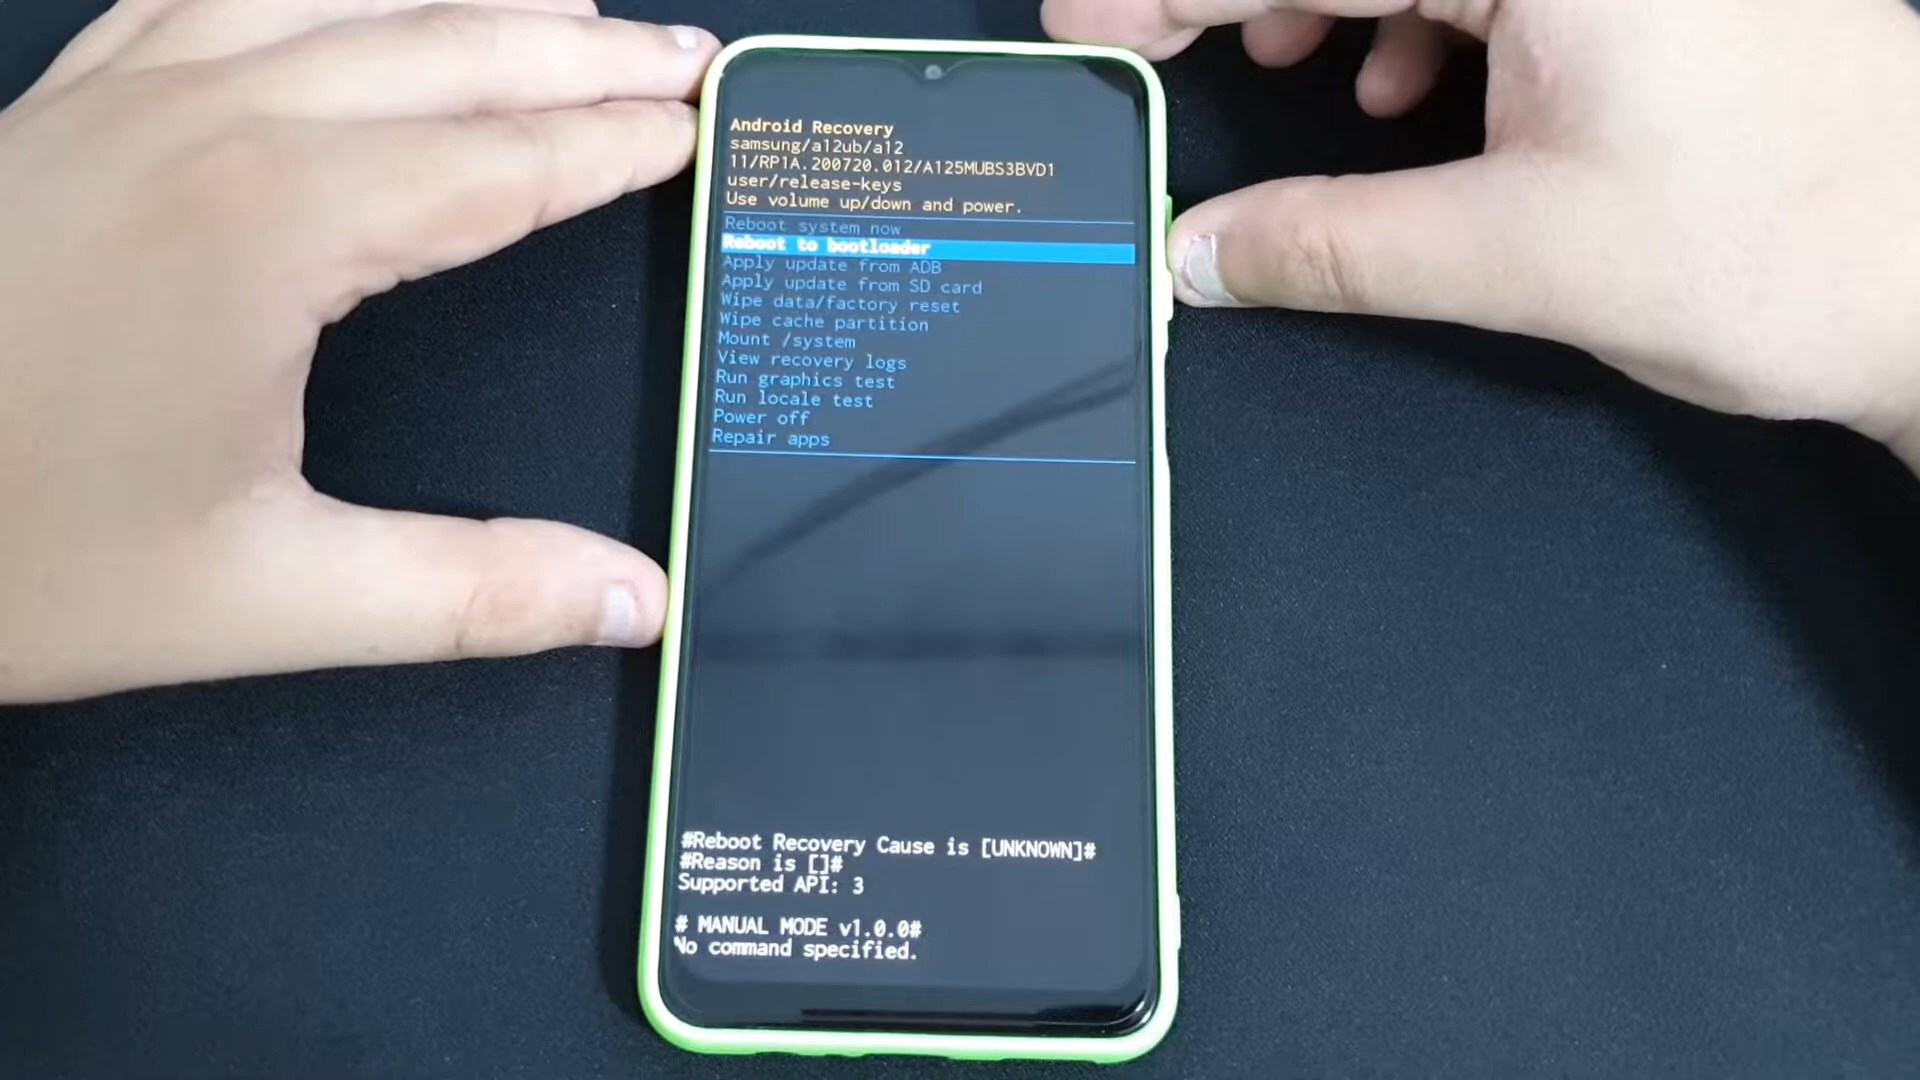 Android Recovery
samsung/a12ub/a12
11/RP1A.200720.012/A125MUBS3BVD1
user/release-keys
Use volume up/down and power.
Reboot system now
Reboot to bootloader
Apply update from ADB
Apply update from SD card
Wipe data/factory reset
Wipe cache partition
Mount /system
View recovery logs
Run graphics test
Run locale test
Power off
Repair apps
#Reboot Recovery Cause is [UNKNOWN]#
#Reason is []#
Supported API: 3
# MANUAL MODE v1.0.0#
No command specified.